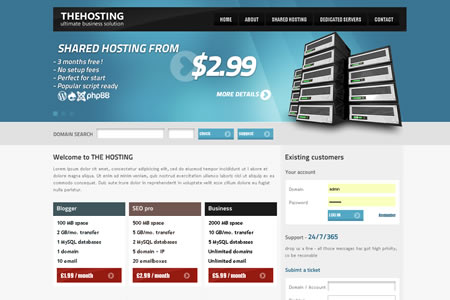 THEHOSTING
ultimate business solution
HOME
ABOUT
SHARED HOSTING
DEDICATED SERVERS
CONTACT
SHARED HOSTING FROM
- 3 months free !
- No setup fees
- Perfect for start
- Popular script ready
phpBB
$2.99
MORE DETAILS
DOMAIN SEARCH
check
support
Welcome to THE HOSTING
Lorem ipsum dolor sit amet, consectetur adipiscing elit, sed do eiusmod tempor incididunt ut labore et dolore magna aliqua. Ut enim ad minim veniam, quis nostrud exercitation ullamco laboris nisi ut aliquip ex ea commodo consequat. Duis aute irure dolor in reprehenderit in voluptate velit esse cillum dolore eu fugiat nulla pariatur.
Blogger
100 MB space
2 GB/mo. transfer
1 MySQL databases
1 domain
10 email
£1.99 / month
SEO pro
500 MB space
5 GB/mo. transfer
2 MySQL databases
5 domain - IP
20 emailboxes
£2.99 / month
Business
2000 MB space
10 GB/mo. transfer
5 MySQL databases
Unlimited domains
Unlimited email
£5.99 / month
Existing customers
Your account
Domain
admin
Password
LOG IN
Reminder
Support - 24/7/365
drop us a line - all those messages has got high priority, so be responable
Submit a ticket
Domain \ Account